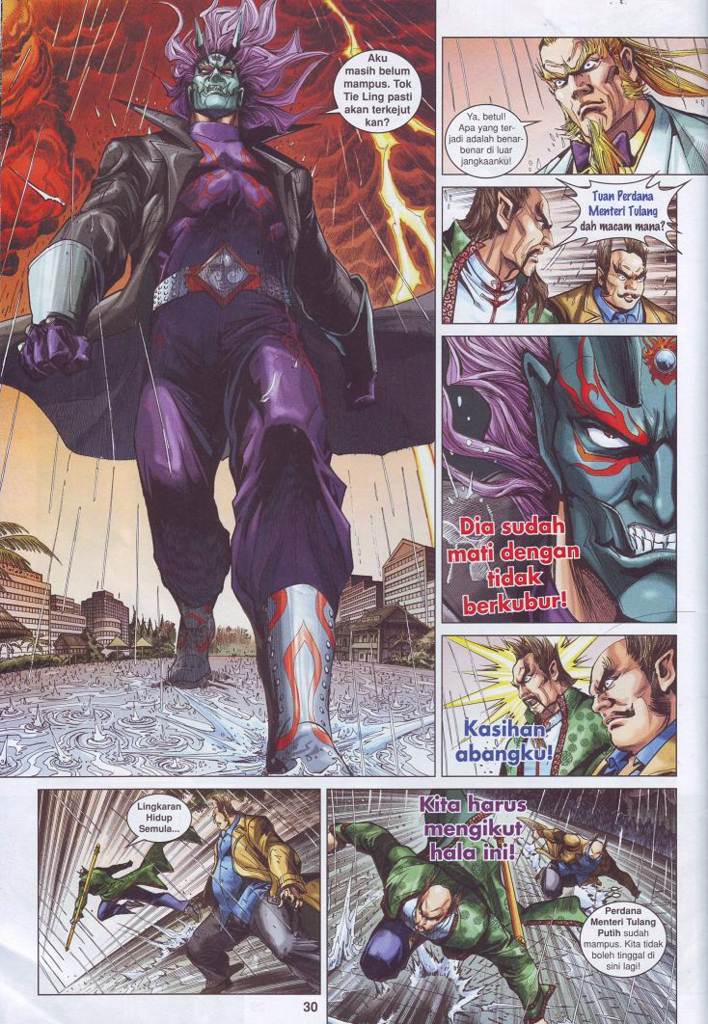 Aku
masih belum
mampus. Tok
Tie Ling pasti
akan terkejut
kan?
Ya, betul!
Apa yang ter-
jadi adalah benar-
benar di luar
jangkaanku!
Tuan Perdana
Menteri Tulang
dah macam mana?
Dia sudah
mati dengan
tidak
berkubur!
Kasihan
abangku!
Lingkaran
Hidup
Semula...
Kita harus
mengikut
hala ini!
Perdana
Menteri Tulang
Putih sudah
mampus. Kita tidak
boleh tinggal di
sini lagi!
30